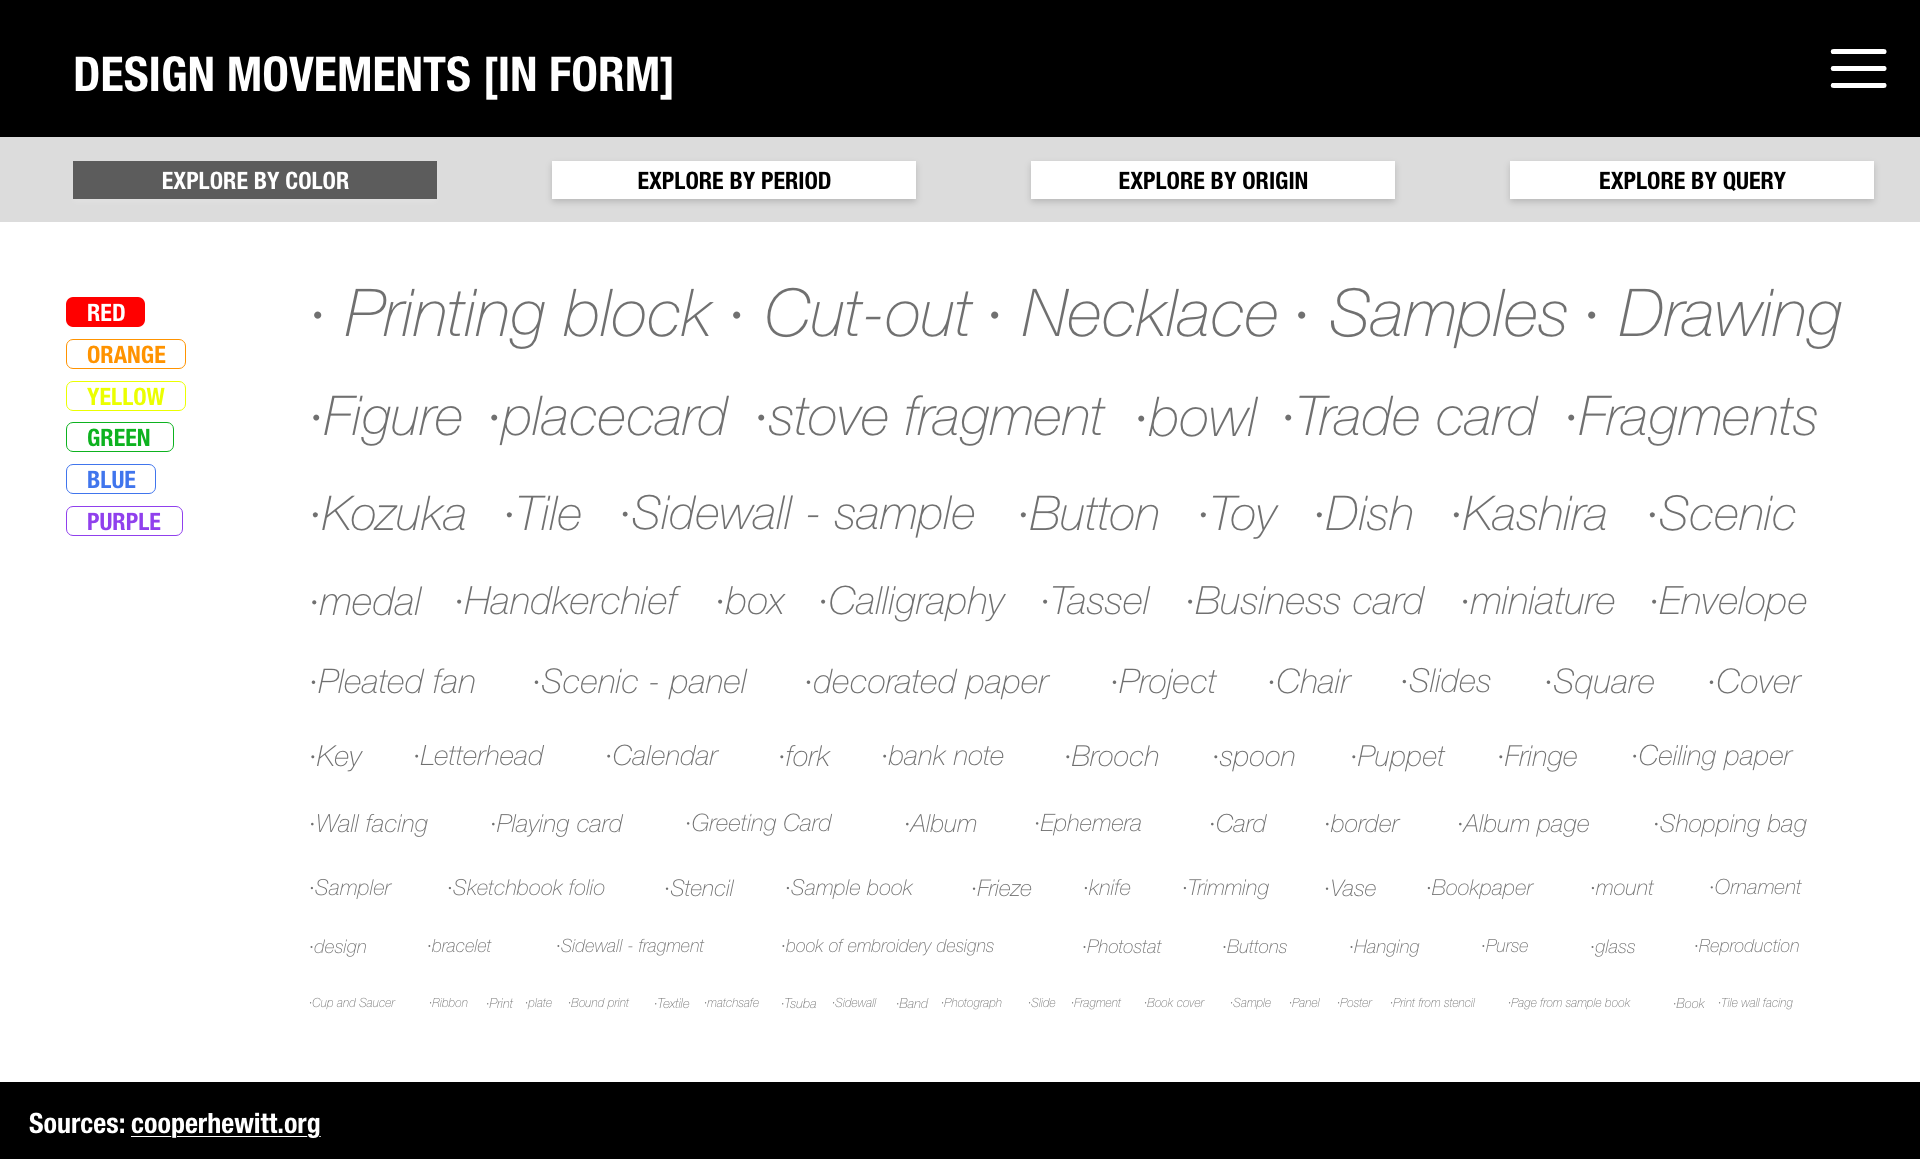 DESIGN MOVEMENTS [IN FORM]
EXPLORE BY COLOR
EXPLORE BY PERIOD
EXPLORE BY ORIGIN
EXPLORE BY QUERY
RED
ORANGE
YELLOW
GREEN
BLUE
PURPLE
· Printing block · Cut-out · Necklace · Samples · Drawing
·Figure ·placecard ·stove fragment ·bowl ·Trade card ·Fragments
·Kozuka ·Tile ·Sidewall - sample ·Button ·Toy ·Dish ·Kashira ·Scenic
·medal ·Handkerchief ·box ·Calligraphy ·Tassel ·Business card ·miniature ·Envelope
·Pleated fan ·Scenic - panel ·decorated paper ·Project ·Chair ·Slides ·Square ·Cover
·Key ·Letterhead ·Calendar ·fork ·bank note ·Brooch ·spoon ·Puppet ·Fringe ·Ceiling paper
·Wall facing ·Playing card ·Greeting Card ·Album ·Ephemera ·Card ·border ·Album page ·Shopping bag
·Sampler ·Sketchbook folio ·Stencil ·Sample book ·Frieze ·knife ·Trimming ·Vase ·Bookpaper ·mount ·Ornament
·design ·bracelet ·Sidewall - fragment ·book of embroidery designs ·Photostat ·Buttons ·Hanging ·Purse ·glass ·Reproduction
·Cup and Saucer ·Ribbon ·Print ·plate ·Bound print ·Textile ·matchsafe ·Tsuba ·Sidewall ·Band ·Photograph ·Slide ·Fragment ·Book cover ·Sample ·Panel ·Poster ·Print from stencil ·Page from sample book ·Book ·Tile wall facing
Sources: cooperhewitt.org